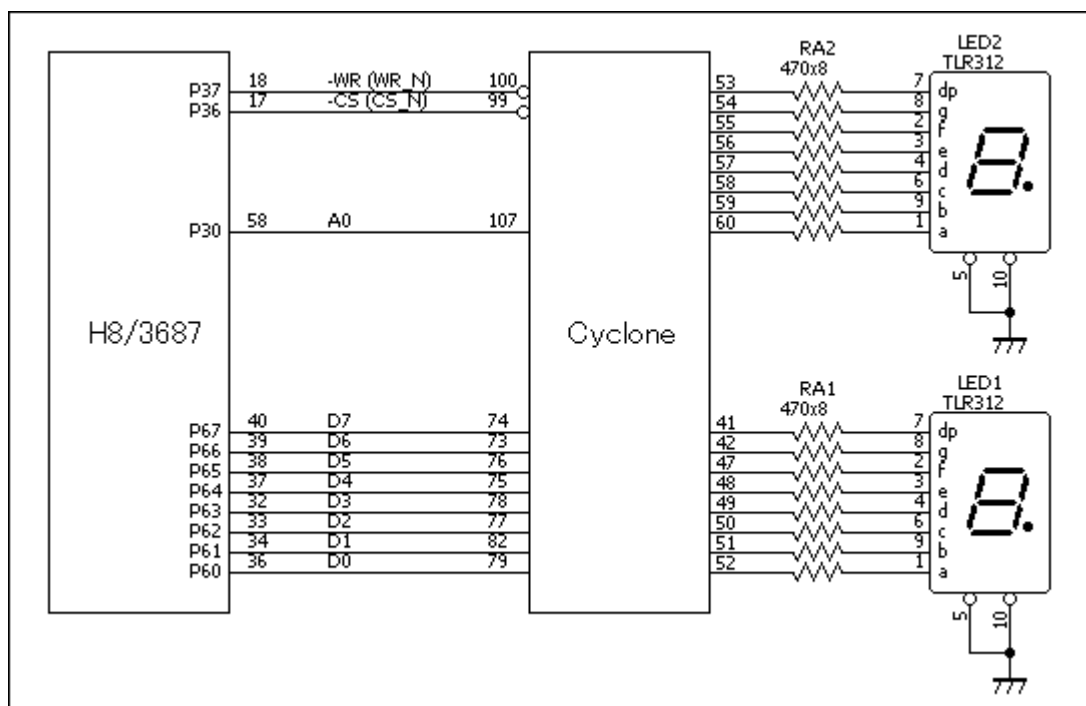 RA2
470x8
LED2
TLR312
P37 18 -WR (WR_N) 100
P36 17 -CS (CS_N) 99
P30 58 A0 107
53 7 dp
54 8 g
55 2 f
56 3 e
57 4 d
58 6 c
59 9 b
60 1 a
5 10
H8/3687
Cyclone
RA1
470x8
LED1
TLR312
P67 40 D7 74
P66 39 D6 73
P65 38 D5 76
P64 37 D4 75
P63 32 D3 78
P62 33 D2 77
P61 34 D1 82
P60 36 D0 79
41 7 dp
42 8 g
47 2 f
48 3 e
49 4 d
50 6 c
51 9 b
52 1 a
5 10